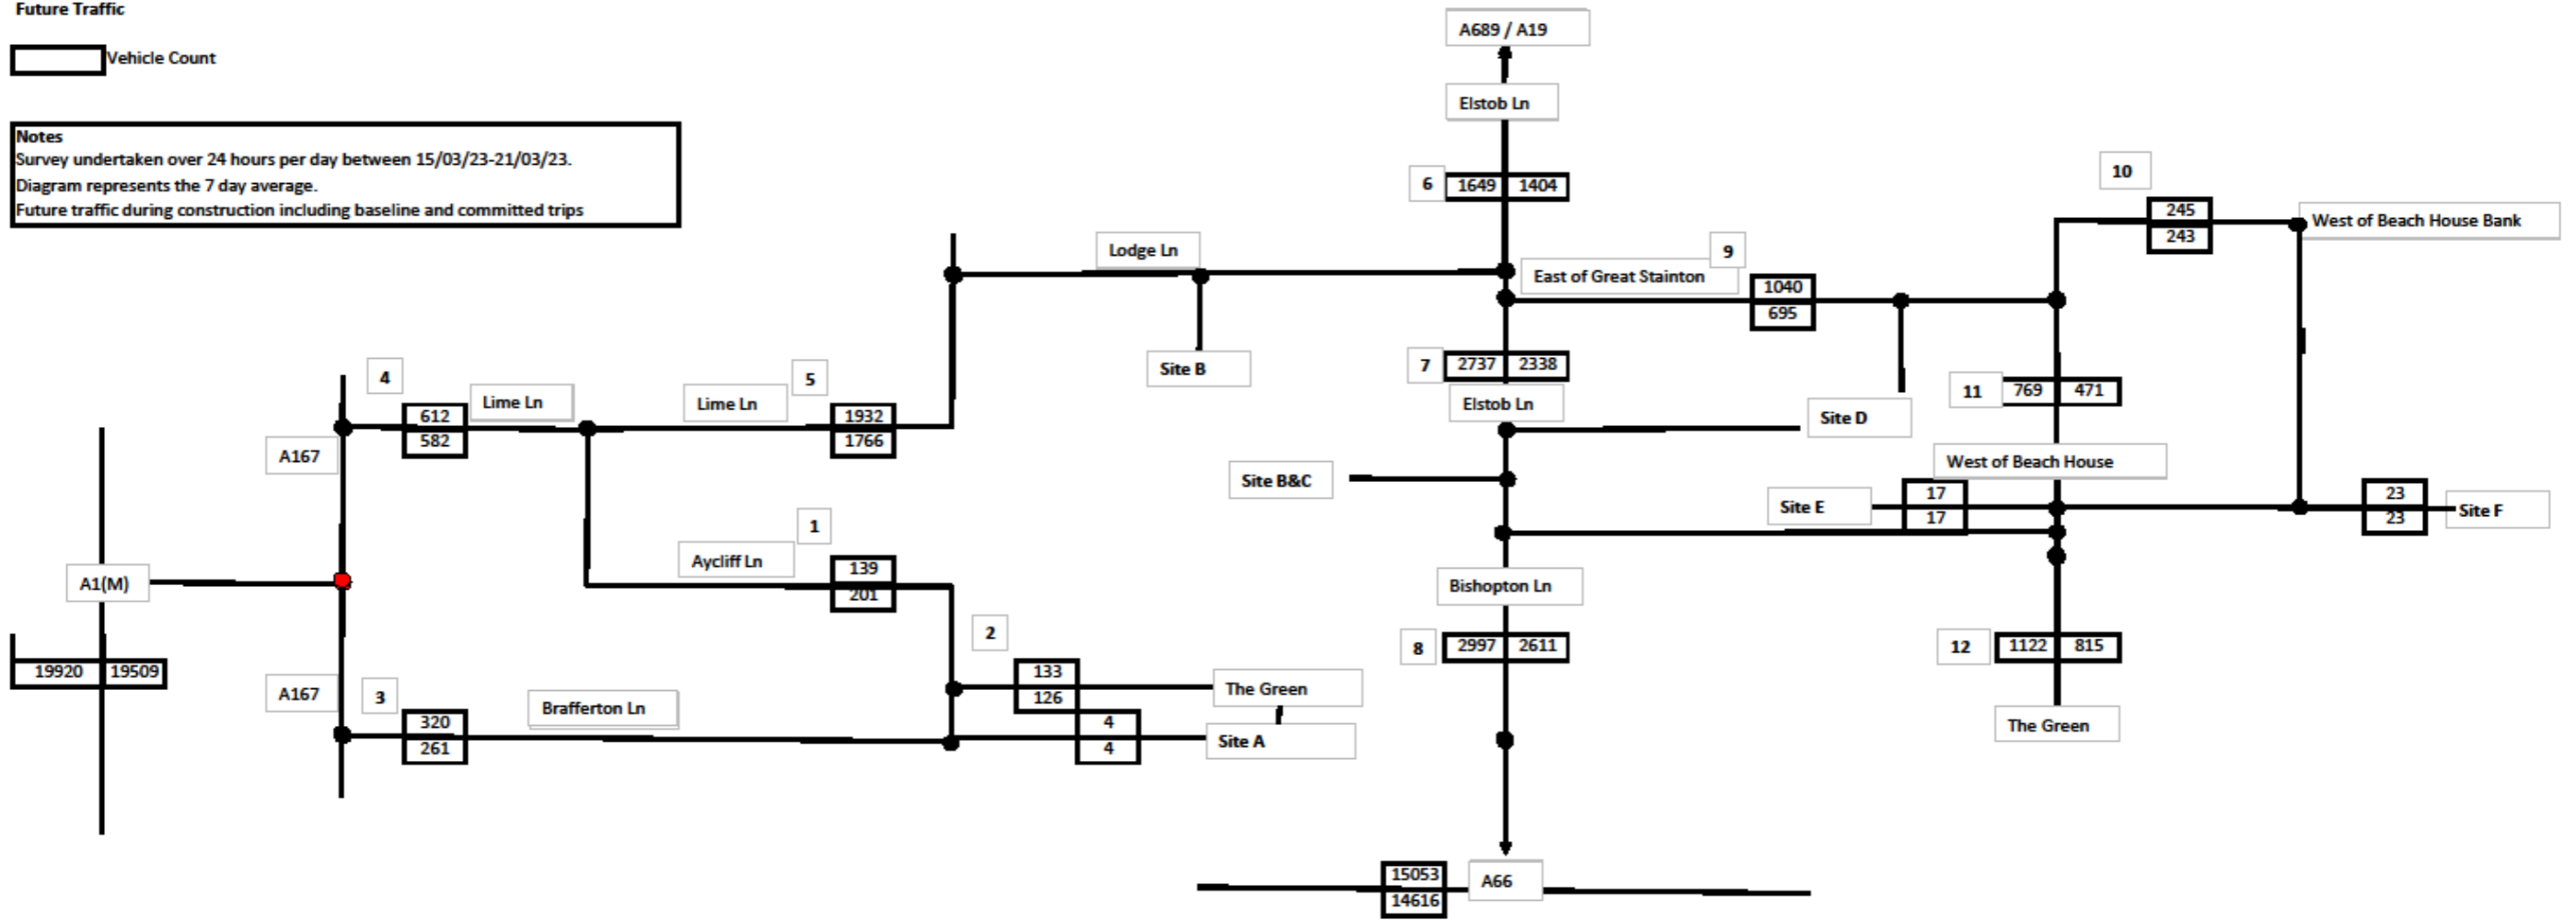 Future Traffic
Vehicle Count
Notes
Survey undertaken over 24 hours per day between 15/03/23-21/03/23.
Diagram represents the 7 day average.
Future traffic during construction including baseline and committed trips
A689 / A19
Elstob Ln
6
1649 1404
10
245
243
West of Beach House Bank
Lodge Ln
9
East of Great Stainton
1040
695
Site B
7
2737 2338
Elstob Ln
4
612
582
Lime Ln
Lime Ln
5
1932
1766
11
769 471
Site D
A167
Site B&C
West of Beach House
Site E
17
17
23
23
Site F
1
Aycliff Ln
139
201
A1(M)
Bishopton Ln
2
133
126
The Green
8
2997 2611
12
1122 815
19920 19509
A167
3
320
261
Brafferton Ln
4
4
Site A
The Green
15053
14616
A66